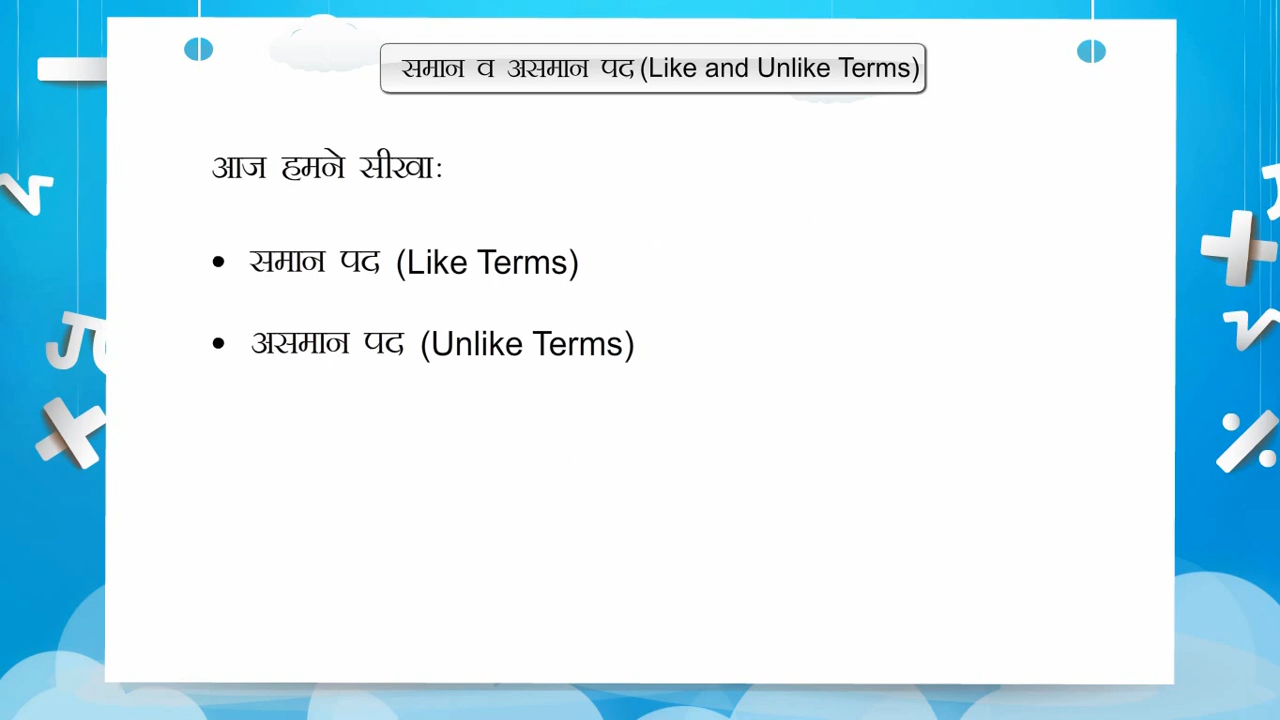 समान व असमान पद (Like and Unlike Terms)
आज हमने सीखा:
• समान पद (Like Terms)
• असमान पद (Unlike Terms)